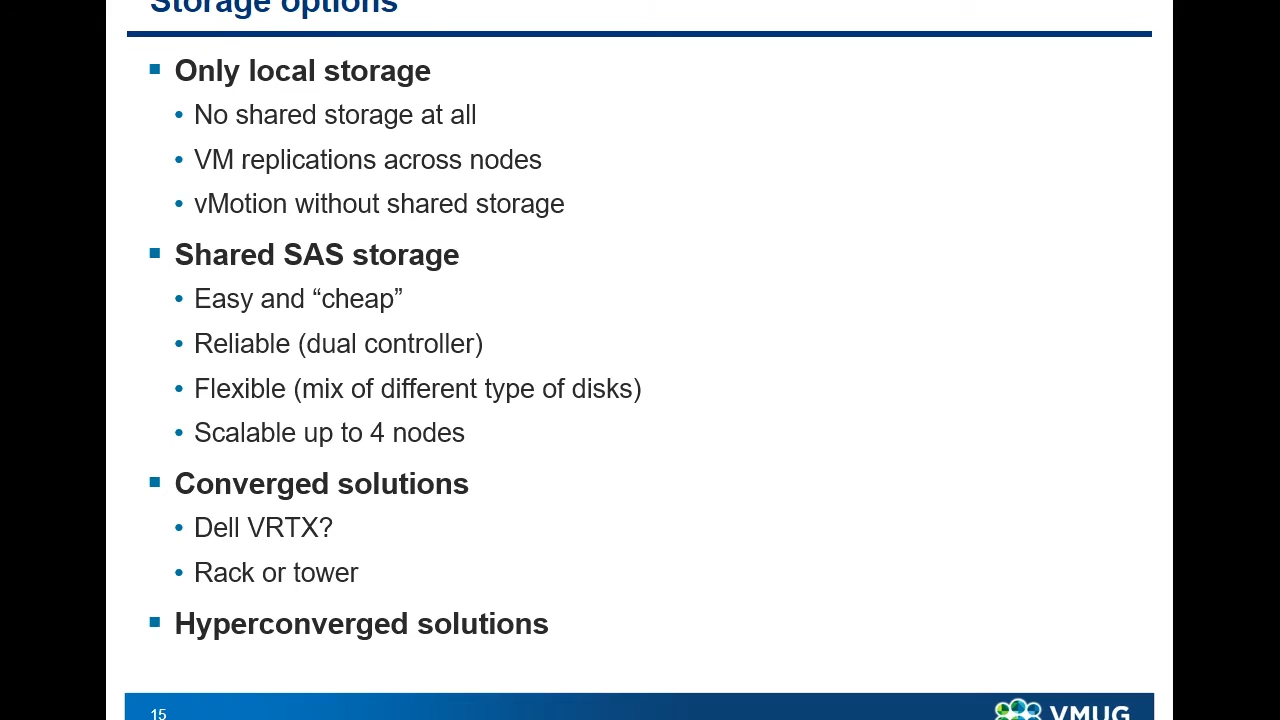 Storage options
Only local storage
No shared storage at all
VM replications across nodes
vMotion without shared storage
Shared SAS storage
Easy and “cheap”
Reliable (dual controller)
Flexible (mix of different type of disks)
Scalable up to 4 nodes
Converged solutions
Dell VRTX?
Rack or tower
Hyperconverged solutions
15
VMUG